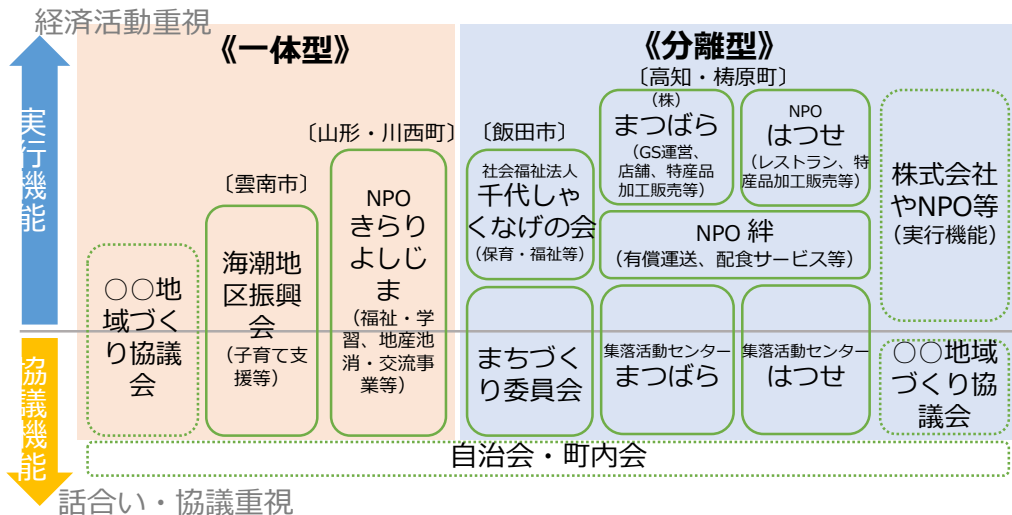 経済活動重視
《一体型》
《分離型》
実行機能
協議機能
〔山形・川西町〕
〔雲南市〕
〔飯田市〕
〔高知・梼原町〕
○○地
域づく
り協議
会
海潮地
区振興
会
(子育て支
援等)
NPO
きらり
よしじ
ま
(福祉・学
習、地産池
消・交流事
業等)
社会福祉法人
千代しゃ
くなげの会
(保育・福祉等)
まちづく
り委員会
(株)
まつばら
(GS運営、
店舗、特産品
加工販売等)
NPO
はつせ
(レストラン、特
産品加工販売等)
NPO 絆
(有償運送、配食サービス等)
集落活動センター
まつばら
集落活動センター
はつせ
株式会社
やNPO等
(実行機能)
○○地域
づくり協
議会
自治会・町内会
話合い・協議重視